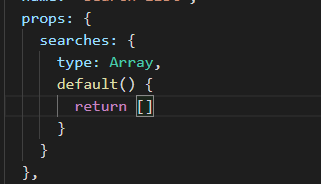 props: {
searches: {
type: Array,
default() {
return []
}
}
},